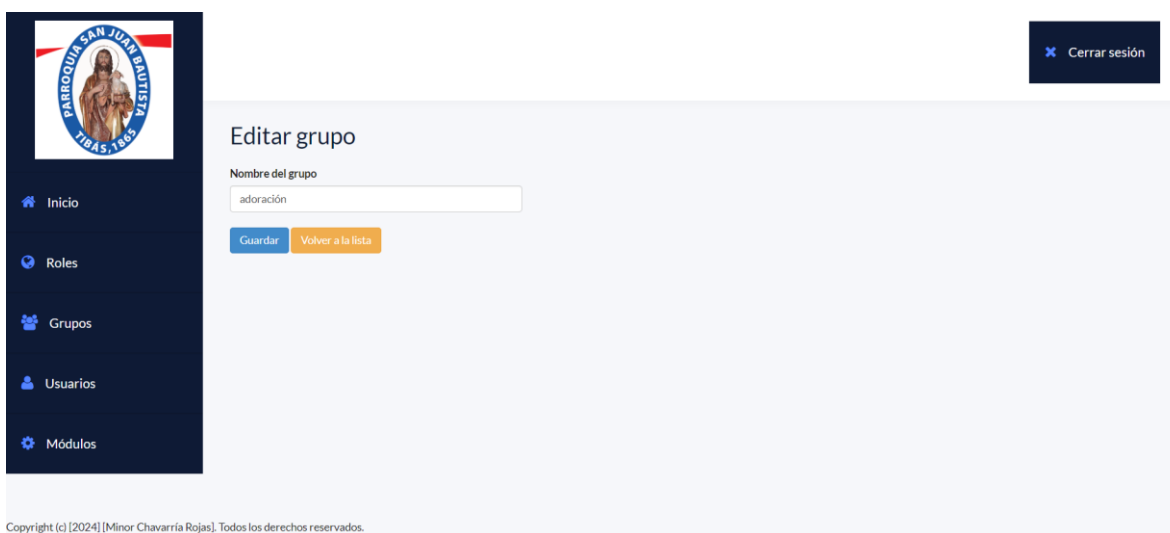 PARROQUIA SAN JUAN BAUTISTA
TIBÁS, 1865
Cerrar sesión
Editar grupo
Nombre del grupo
adoración
Guardar
Volver a la lista
Inicio
Roles
Grupos
Usuarios
Módulos
Copyright (c) [2024] [Minor Chavarría Rojas]. Todos los derechos reservados.